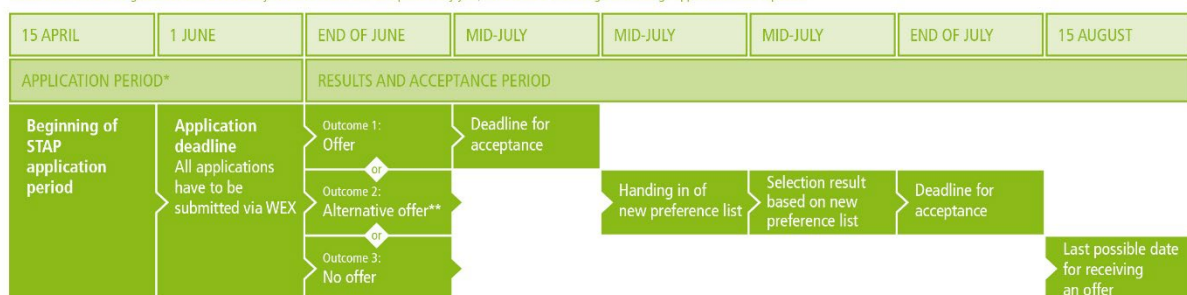 15 APRIL
1 JUNE
END OF JUNE
MID-JULY
MID-JULY
MID-JULY
END OF JULY
15 AUGUST
APPLICATION PERIOD*
RESULTS AND ACCEPTANCE PERIOD
Beginning of
STAP
application
period
Application
deadline
All applications
have to be
submitted via WEX
Outcome 1:
Offer
or
Outcome 2:
Alternative offer**
or
Outcome 3:
No offer
Deadline for
acceptance
Handing in of
new preference list
Selection result
based on new
preference list
Deadline for
acceptance
Last possible date
for receiving
an offer